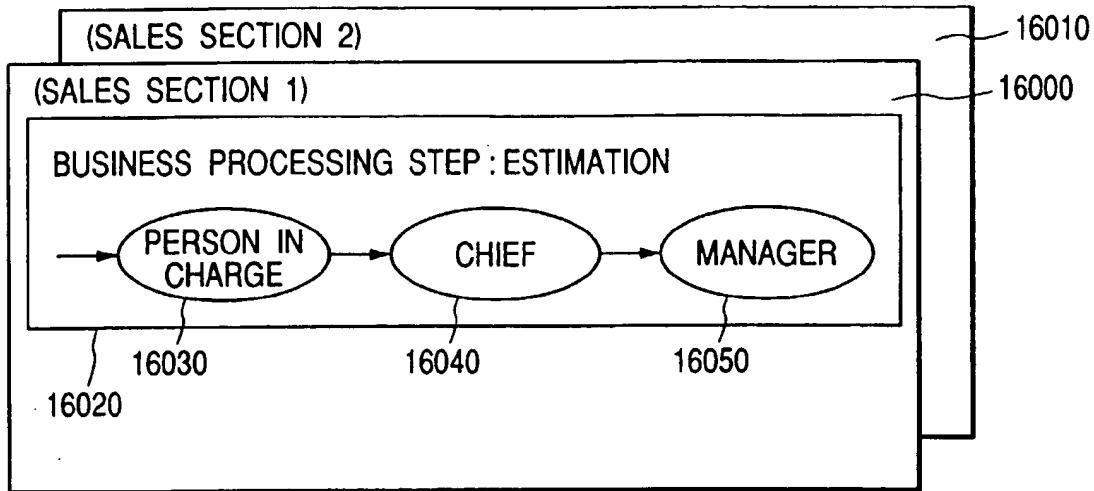 (SALES SECTION 2)
16010
(SALES SECTION 1)
16000
BUSINESS PROCESSING STEP : ESTIMATION
PERSON IN
CHARGE
CHIEF
MANAGER
16030
16040
16050
16020